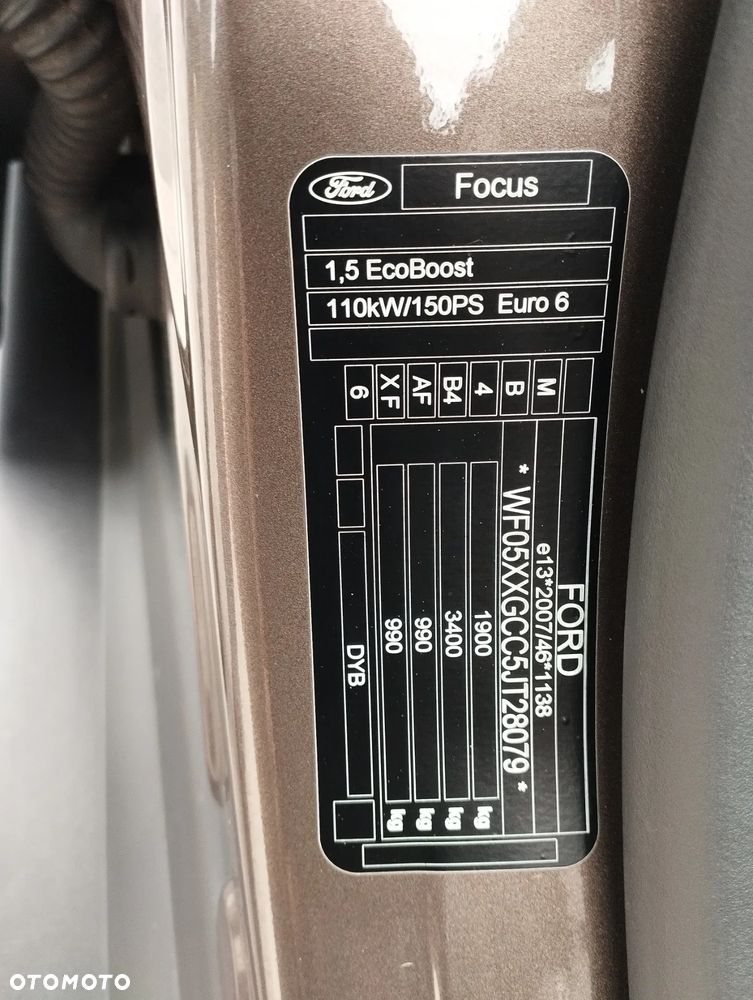 Ford
Focus
1,5 EcoBoost
110kW/150PS Euro 6
M
B
4
B4
AF
XF
6
FORD
e13*2007/46*1138
* WF05XXGCC5JT28079 *
1900 kg
3400 kg
990 kg
990 kg
DYB
OTOMOTO